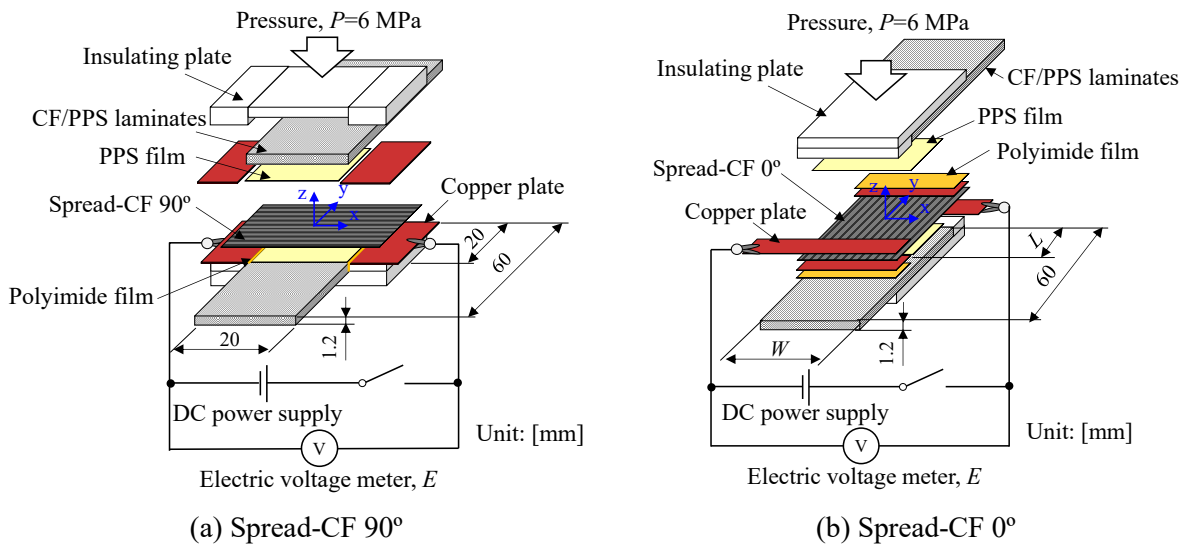 Pressure, P=6 MPa
Insulating plate
CF/PPS laminates
PPS film
Spread-CF 90º
Copper plate
z
y
x
20
60
Polyimide film
20
1.2
DC power supply
V
Unit: [mm]
Electric voltage meter, E
(a) Spread-CF 90º
Pressure, P=6 MPa
Insulating plate
CF/PPS laminates
PPS film
Polyimide film
Spread-CF 0º
Copper plate
z
y
x
L
60
W
1.2
DC power supply
V
Unit: [mm]
Electric voltage meter, E
(b) Spread-CF 0º